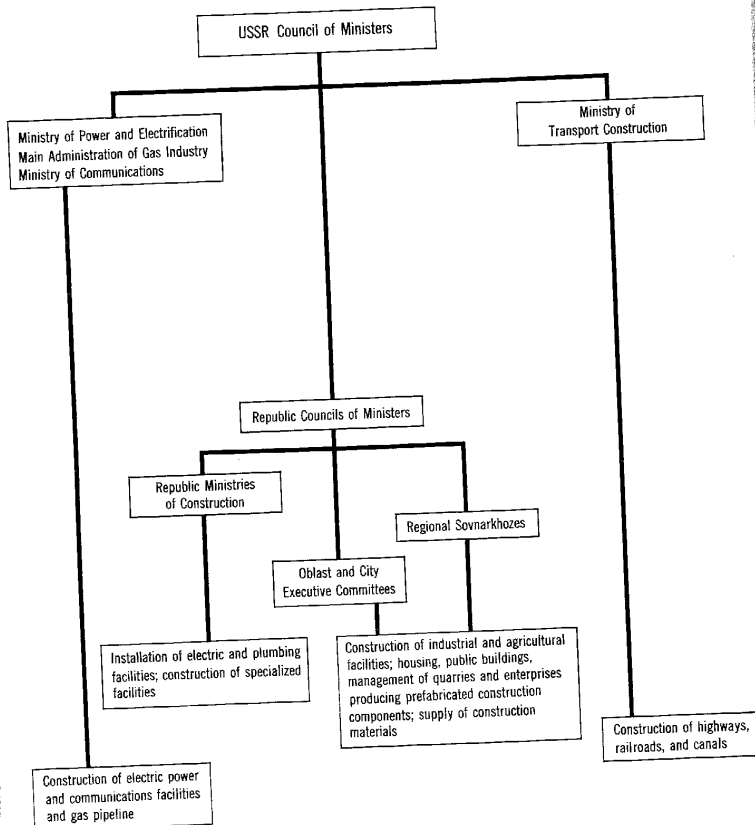 USSR Council of Ministers
Ministry of Power and Electrification
Main Administration of Gas Industry
Ministry of Communications
Ministry of
Transport Construction
Republic Councils of Ministers
Republic Ministries
of Construction
Regional Sovnarkhozes
Oblast and City
Executive Committees
Installation of electric and plumbing
facilities; construction of specialized
facilities
Construction of industrial and agricultural
facilities; housing, public buildings,
management of quarries and enterprises
producing prefabricated construction
components; supply of construction
materials
Construction of highways,
railroads, and canals
Construction of electric power
and communications facilities
and gas pipeline